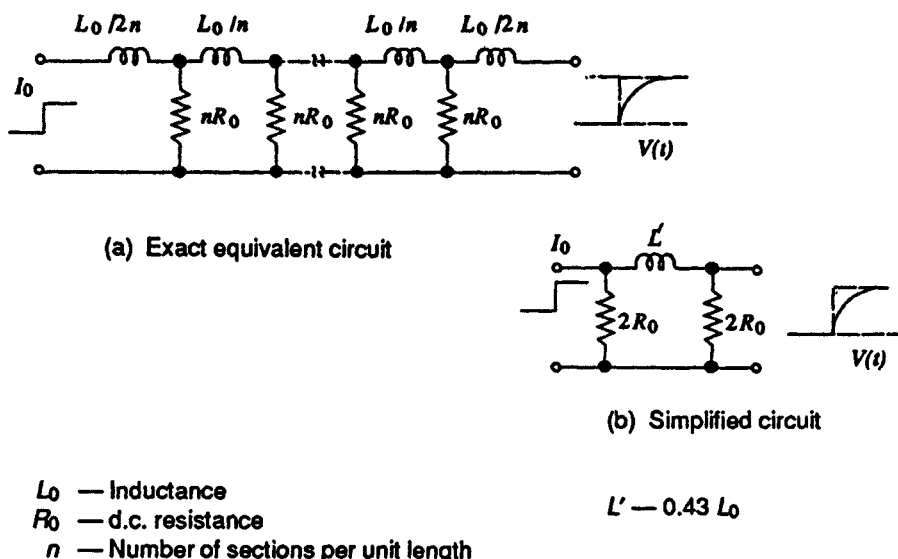 L0 /2n L0 /n L0 /n L0 /2n
I0
nR0 nR0 nR0 nR0
V(t)
(a) Exact equivalent circuit
I0 L′
2R0 2R0
V(t)
(b) Simplified circuit
L0 — Inductance
R0 — d.c. resistance
n — Number of sections per unit length
L′ — 0.43 L0